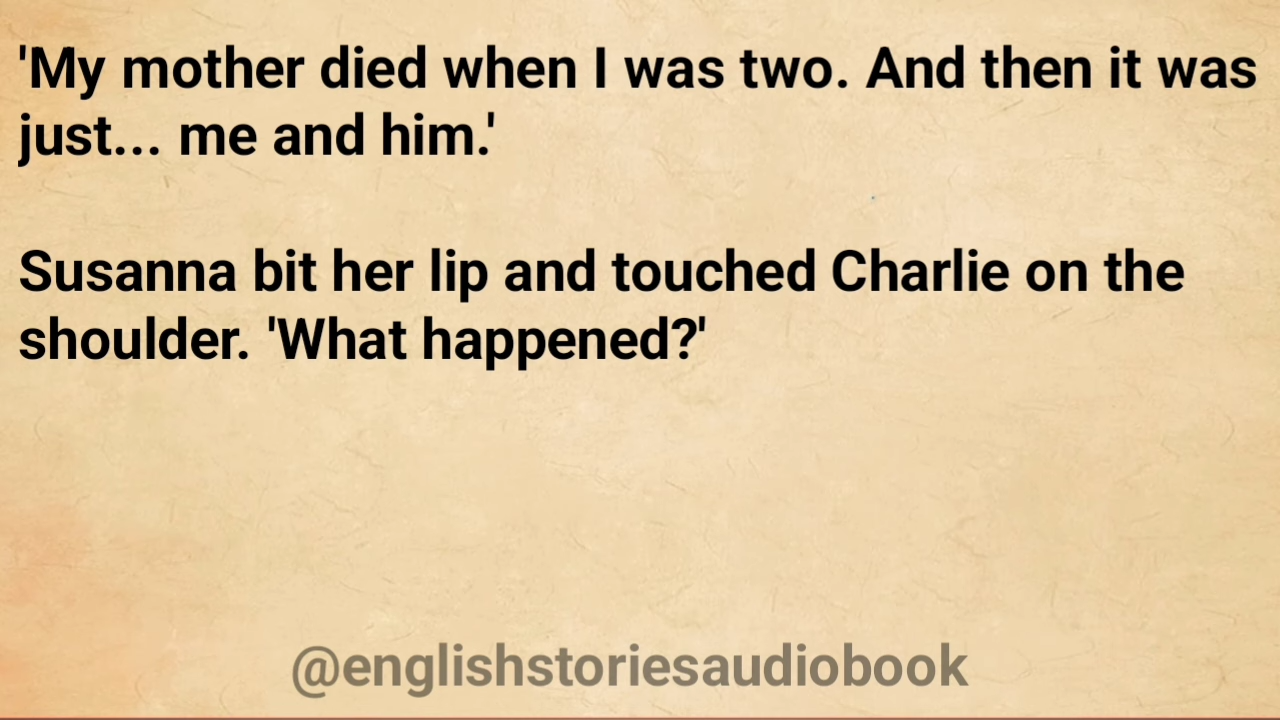 'My mother died when I was two. And then it was
just... me and him.'
Susanna bit her lip and touched Charlie on the
shoulder. 'What happened?'
@englishstoriesaudiobook